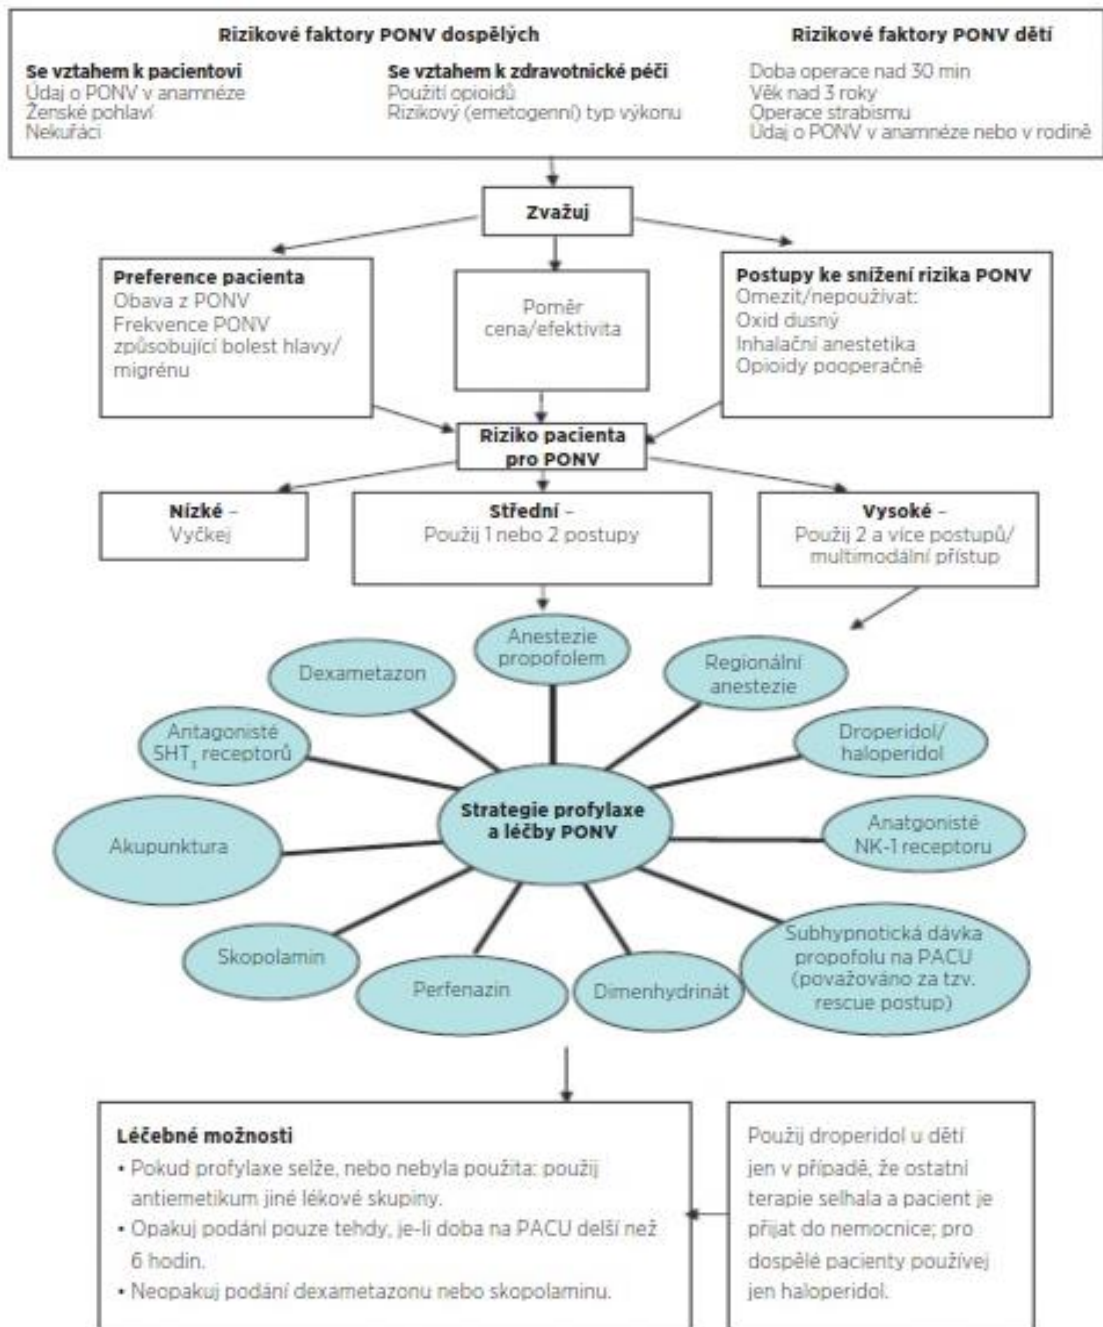 Rizikové faktory PONV dospělých
Se vztahem k pacientovi
Údaj o PONV v anamnéze
Ženské pohlaví
Nekuřáci
Se vztahem k zdravotnické péči
Použití opioidů
Rizikový (emetogenní) typ výkonu
Rizikové faktory PONV dětí
Doba operace nad 30 min
Věk nad 3 roky
Operace strabismu
Údaj o PONV v anamnéze nebo v rodině
Zvažuj
Preference pacienta
Obava z PONV
Frekvence PONV
způsobující bolest hlavy/
migrénu
Poměr
cena/efektivita
Postupy ke snížení rizika PONV
Omezit/nepoužívat:
Oxid dusný
Inhalační anestetika
Opioidy pooperačně
Riziko pacienta
pro PONV
Nízké –
Vyčkej
Střední –
Použij 1 nebo 2 postupy
Vysoké –
Použij 2 a více postupů/
multimodální přístup
Anestezie
propofolem
Dexametazon
Regionální
anestezie
Antagonisté
5HT₃ receptorů
Droperidol/
haloperidol
Strategie profylaxe
a léčby PONV
Akupunktura
Anatgonisté
NK-1 receptoru
Skopolamin
Perfenazin
Dimenhydrinát
Subhypnotická dávka
propofolu na PACU
(považováno za tzv.
rescue postup)
Léčebné možnosti
• Pokud profylaxe selže, nebo nebyla použita: použij
antiemetikum jiné lékové skupiny.
• Opakuj podání pouze tehdy, je-li doba na PACU delší než
6 hodin.
• Neopakuj podání dexametazonu nebo skopolaminu.
Použij droperidol u dětí
jen v případě, že ostatní
terapie selhala a pacient je
přijat do nemocnice; pro
dospělé pacienty používej
jen haloperidol.